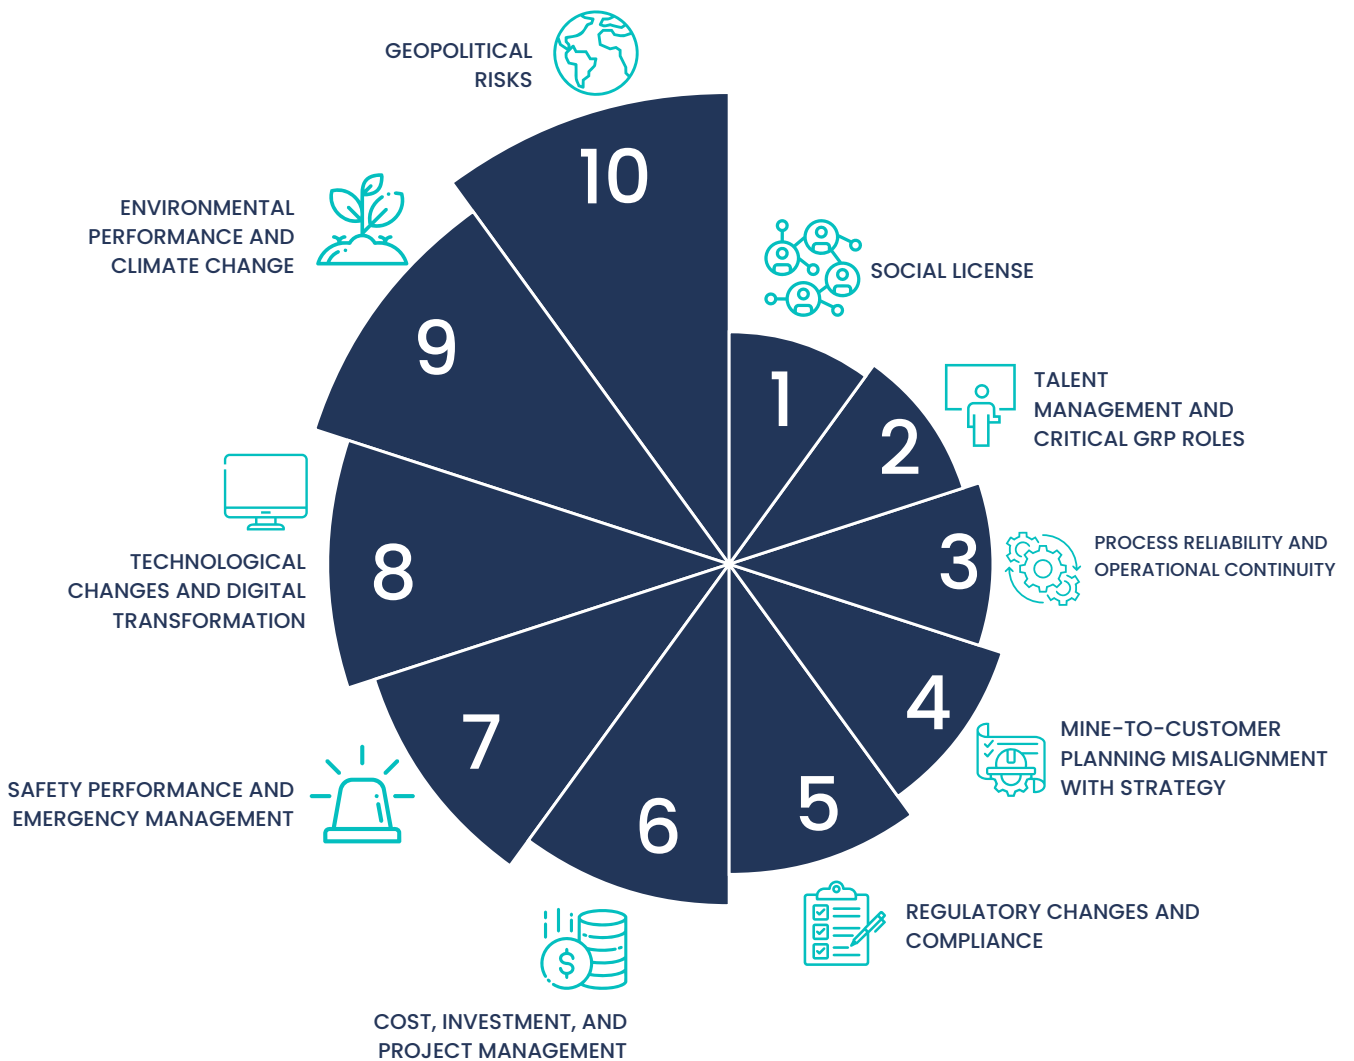 GEOPOLITICAL
RISKS
10
ENVIRONMENTAL
PERFORMANCE AND
CLIMATE CHANGE
9
SOCIAL LICENSE
1
TALENT
MANAGEMENT AND
CRITICAL GRP ROLES
2
PROCESS RELIABILITY AND
OPERATIONAL CONTINUITY
3
TECHNOLOGICAL
CHANGES AND DIGITAL
TRANSFORMATION
8
MINE-TO-CUSTOMER
PLANNING MISALIGNMENT
WITH STRATEGY
4
SAFETY PERFORMANCE AND
EMERGENCY MANAGEMENT
7
5
REGULATORY CHANGES AND
COMPLIANCE
6
$
COST, INVESTMENT, AND
PROJECT MANAGEMENT